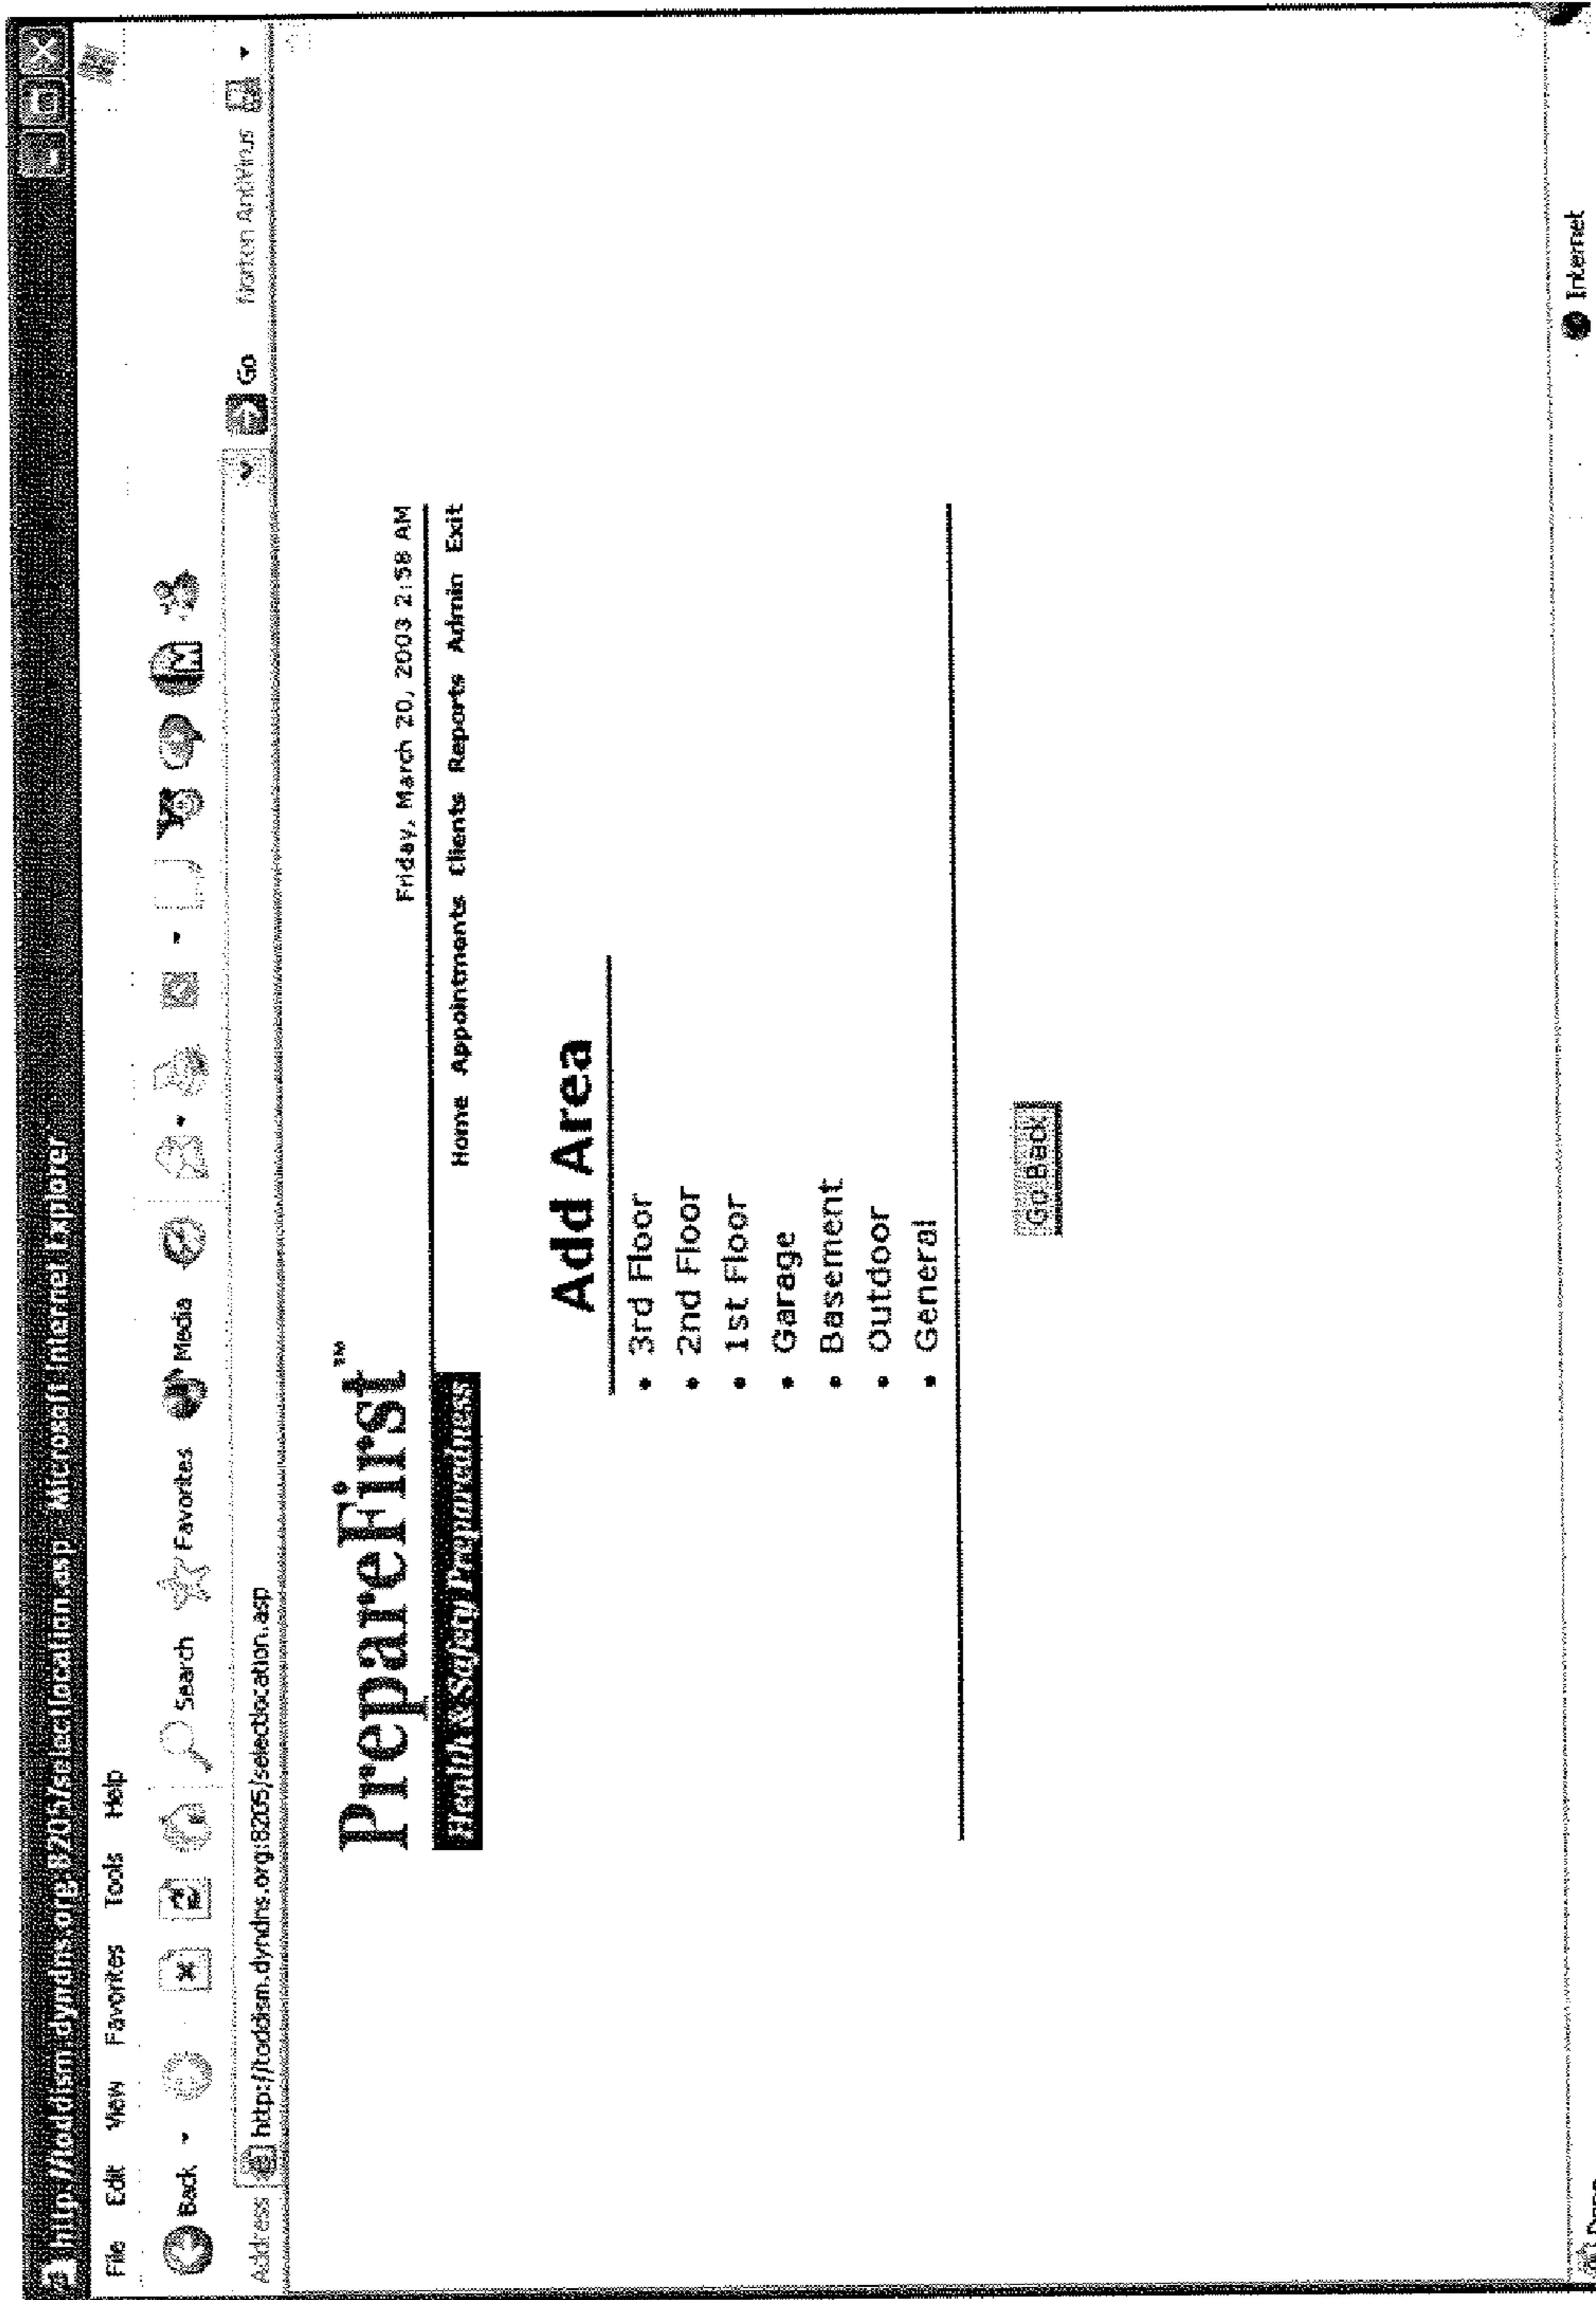 http://toddism.dyndns.org:8205/selectlocation.asp - Microsoft Internet Explorer
File Edit View Favorites Tools Help
Back Search Favorites Media
Address http://toddism.dyndns.org:8205/selectlocation.asp Go Norton AntiVirus
PrepareFirst™
Friday, March 20, 2003 2:58 AM
Health & Safety Preparedness
Home Appointments Clients Reports Admin Exit
Add Area
• 3rd Floor
• 2nd Floor
• 1st Floor
• Garage
• Basement
• Outdoor
• General
Go Back
Done Internet